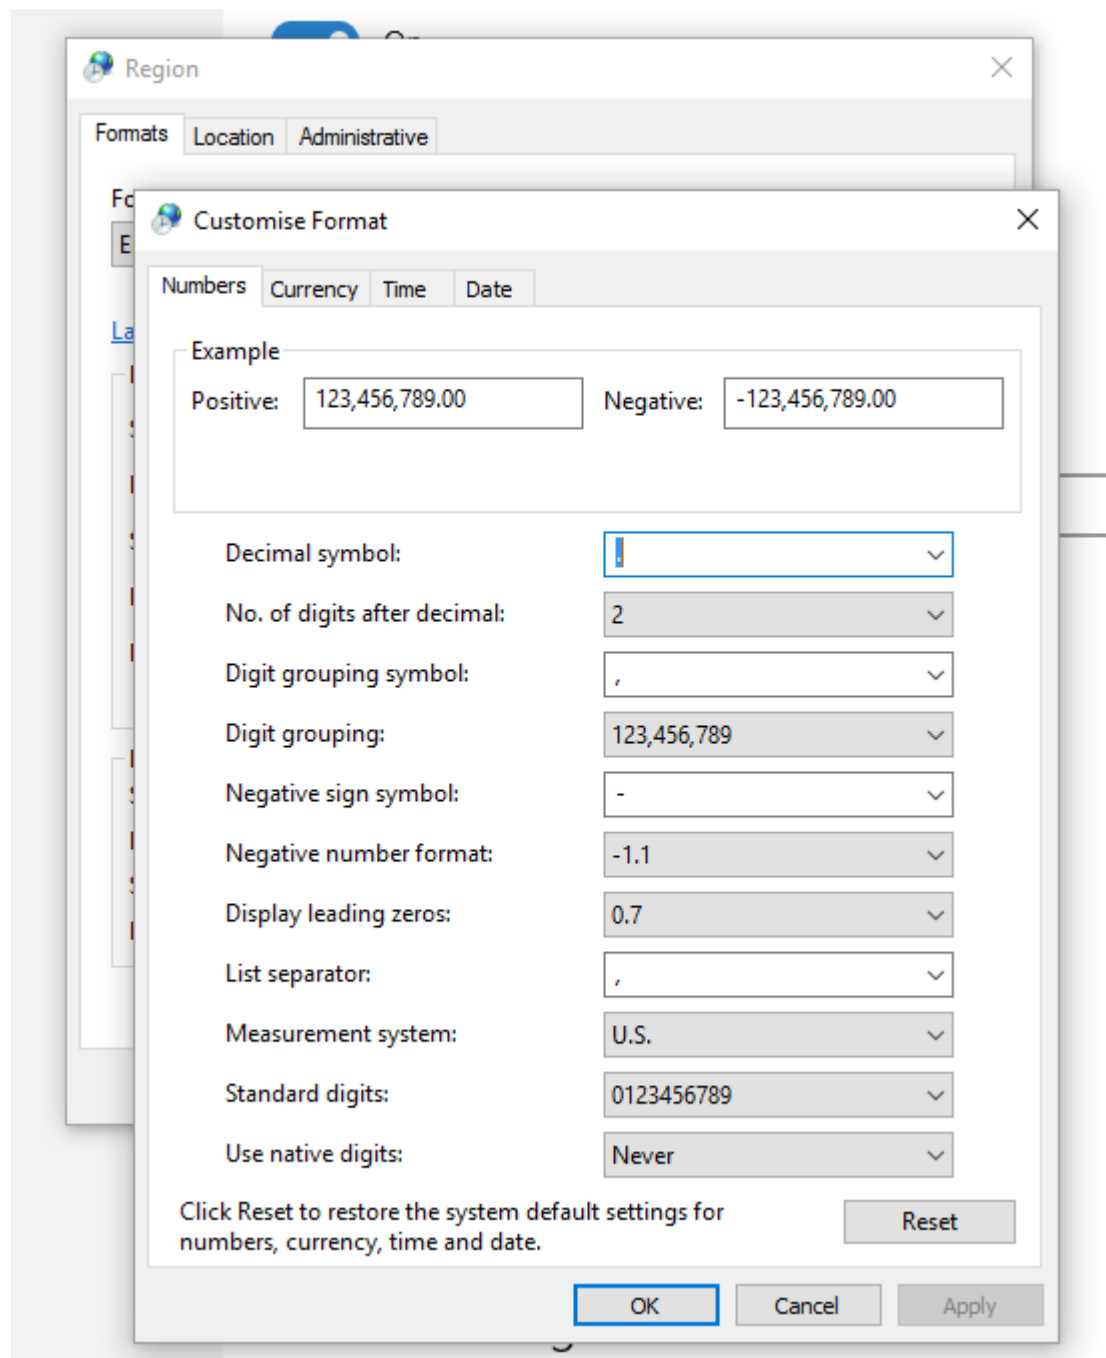 Region
Formats Location Administrative
Customise Format
Numbers Currency Time Date
Example
Positive: 123,456,789.00 Negative: -123,456,789.00
Decimal symbol: .
No. of digits after decimal: 2
Digit grouping symbol: ,
Digit grouping: 123,456,789
Negative sign symbol: -
Negative number format: -1.1
Display leading zeros: 0.7
List separator: ,
Measurement system: U.S.
Standard digits: 0123456789
Use native digits: Never
Click Reset to restore the system default settings for
numbers, currency, time and date.
Reset
OK Cancel Apply